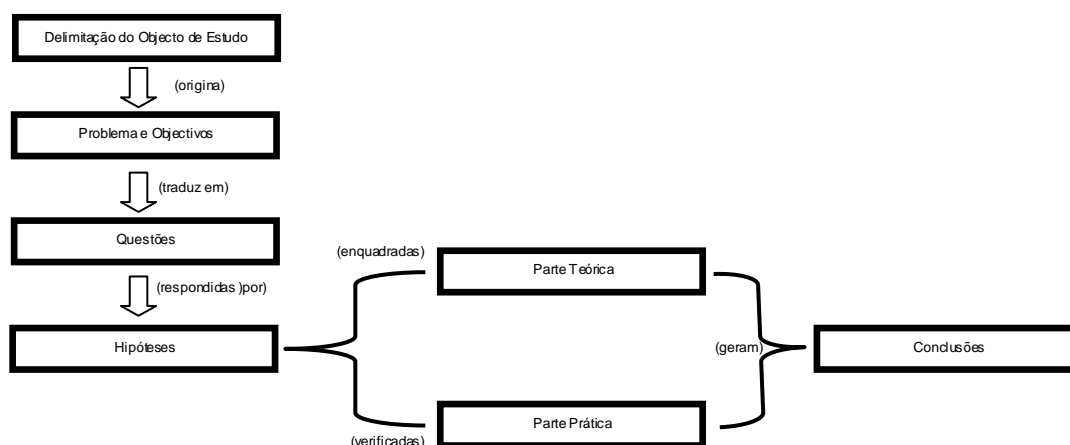 Delimitação do Objecto de Estudo
(origina)
Problema e Objectivos
(traduz em)
Questões
(respondidas )por)
Hipóteses
(enquadradas)
Parte Teórica
(verificadas)
Parte Prática
(geram)
Conclusões